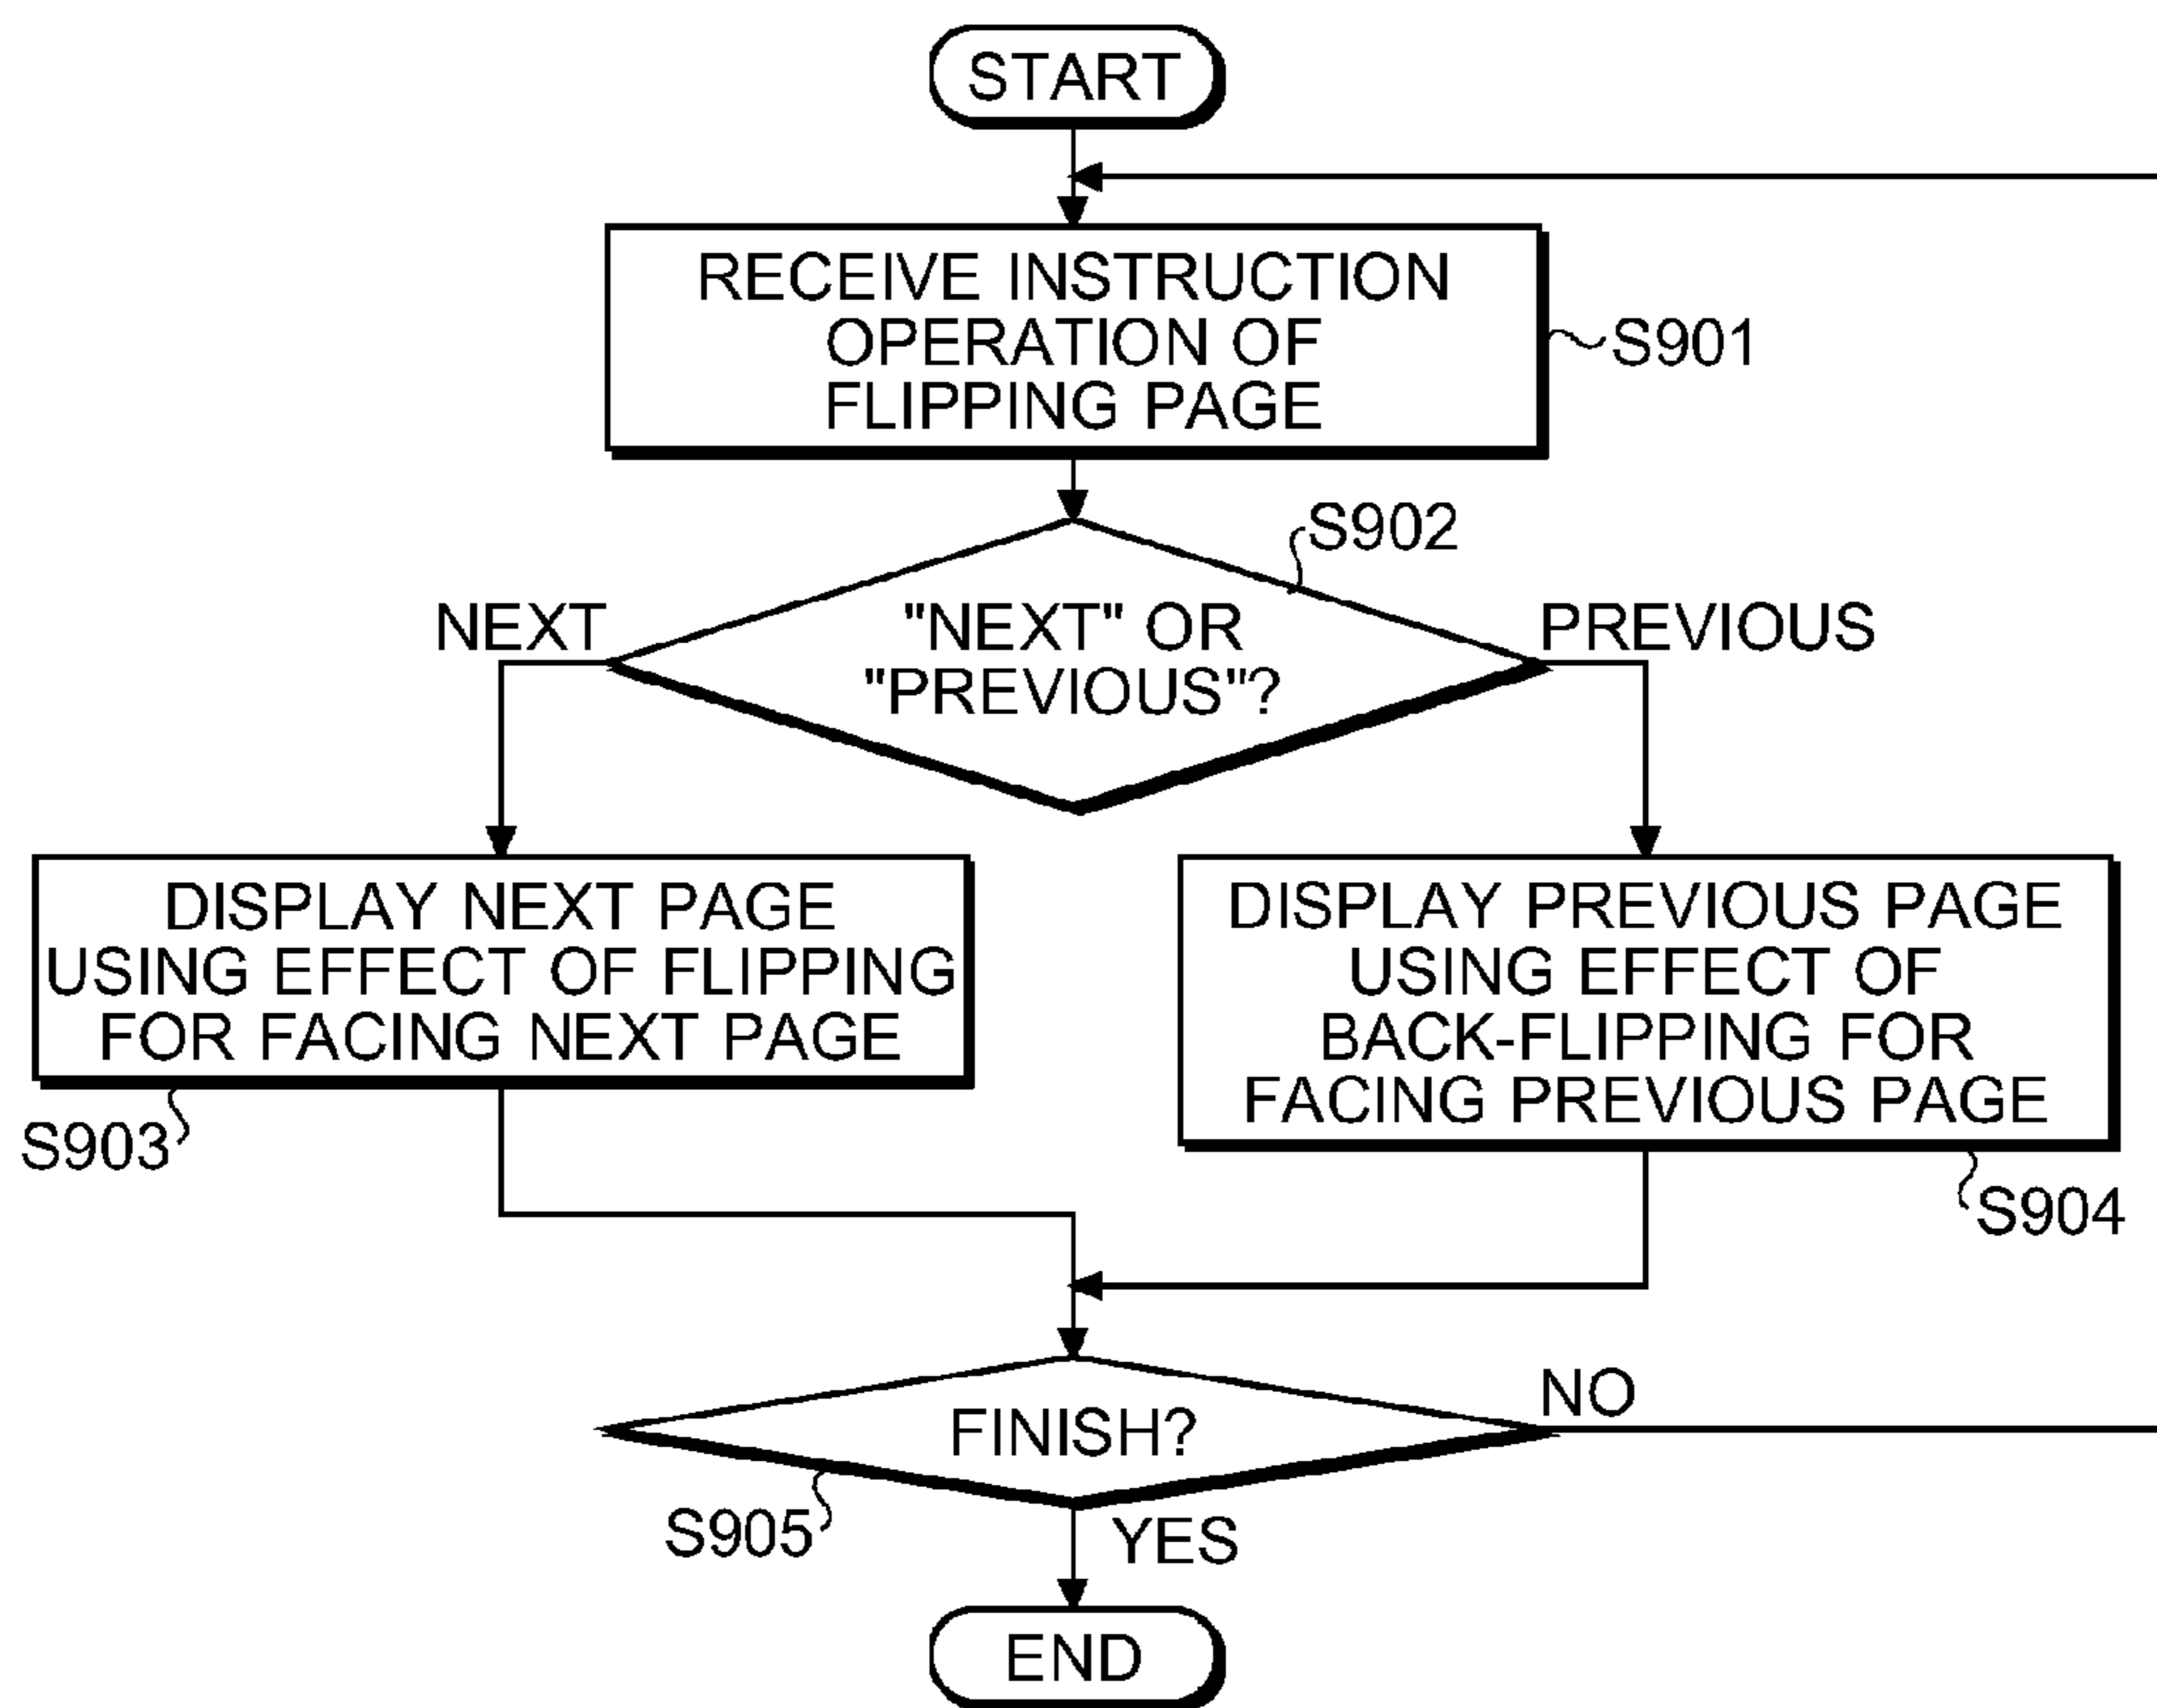 START
RECEIVE INSTRUCTION
OPERATION OF
FLIPPING PAGE
S901
S902
NEXT
"NEXT" OR
"PREVIOUS"?
PREVIOUS
DISPLAY NEXT PAGE
USING EFFECT OF FLIPPING
FOR FACING NEXT PAGE
S903
DISPLAY PREVIOUS PAGE
USING EFFECT OF
BACK-FLIPPING FOR
FACING PREVIOUS PAGE
S904
FINISH?
NO
S905
YES
END